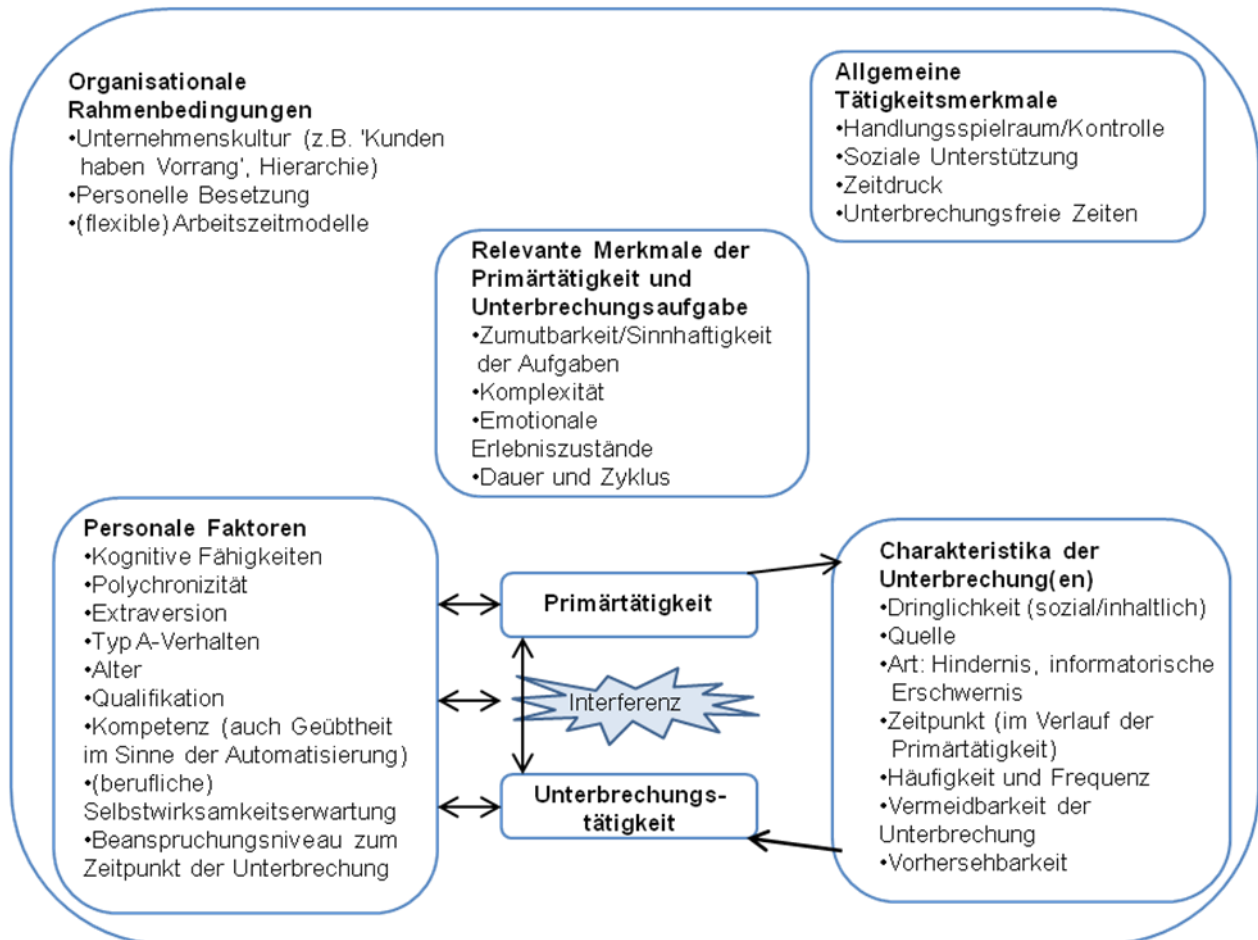 Organisationale
Rahmenbedingungen
•Unternehmenskultur (z.B. 'Kunden
haben Vorrang', Hierarchie)
•Personelle Besetzung
•(flexible) Arbeitszeitmodelle
Allgemeine
Tätigkeitsmerkmale
•Handlungsspielraum/Kontrolle
•Soziale Unterstützung
•Zeitdruck
•Unterbrechungsfreie Zeiten
Relevante Merkmale der
Primärtätigkeit und
Unterbrechungsaufgabe
•Zumutbarkeit/Sinnhaftigkeit
der Aufgaben
•Komplexität
•Emotionale
Erlebniszustände
•Dauer und Zyklus
Personale Faktoren
•Kognitive Fähigkeiten
•Polychronizität
•Extraversion
•Typ A-Verhalten
•Alter
•Qualifikation
•Kompetenz (auch Geübtheit
im Sinne der Automatisierung)
•(berufliche)
Selbstwirksamkeitserwartung
•Beanspruchungsniveau zum
Zeitpunkt der Unterbrechung
Primärtätigkeit
Interferenz
Unterbrechungs-
tätigkeit
Charakteristika der
Unterbrechung(en)
•Dringlichkeit (sozial/inhaltlich)
•Quelle
•Art: Hindernis, informatorische
Erschwernis
•Zeitpunkt (im Verlauf der
Primärtätigkeit)
•Häufigkeit und Frequenz
•Vermeidbarkeit der
Unterbrechung
•Vorhersehbarkeit